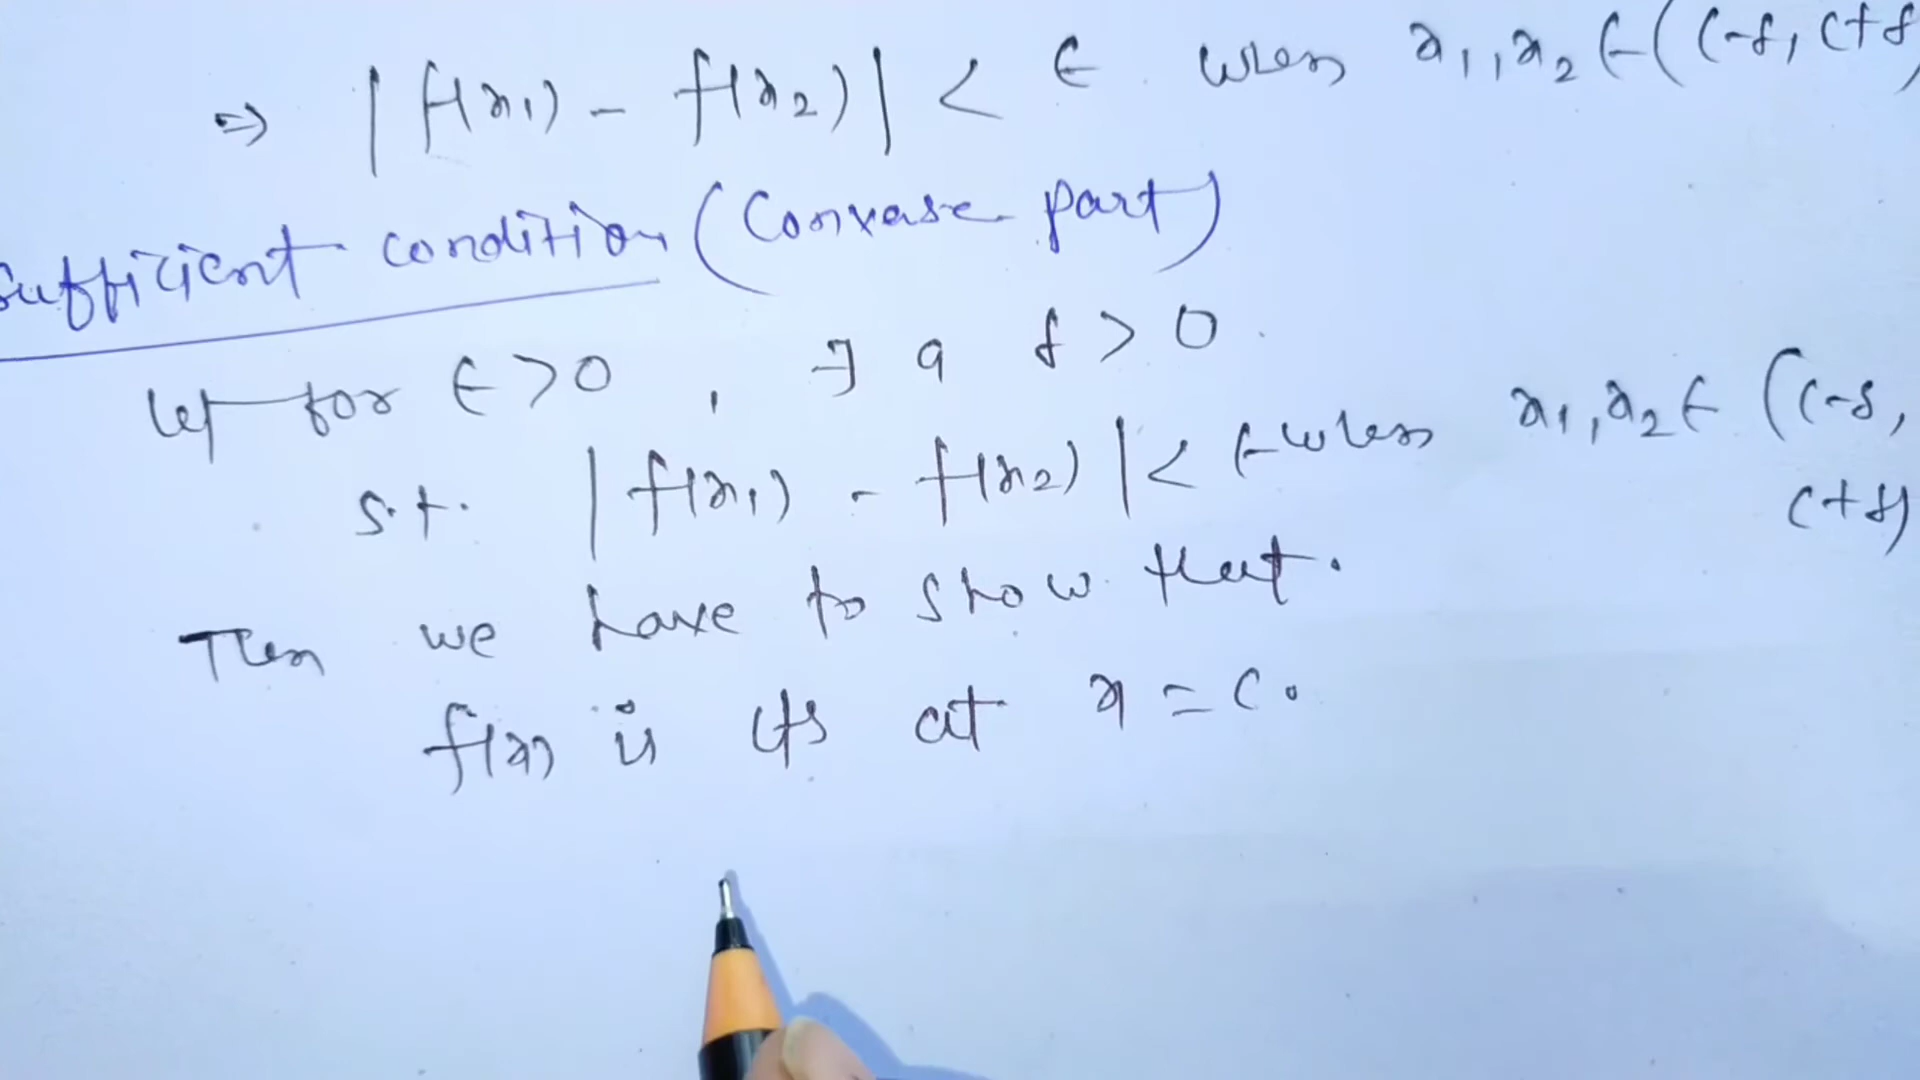 ⇒ |f(x₁) - f(x₂)| < ϵ when x₁, x₂ ∈ (c-δ, c+δ)
Sufficient condition (Convase part)
let for ϵ > 0 , ∃ a δ > 0.
s.t. |f(x₁) - f(x₂)| < ϵ when x₁, x₂ ∈ (c-δ,
c+δ)
Then we have to show that.
f(x) is cts at x = c.